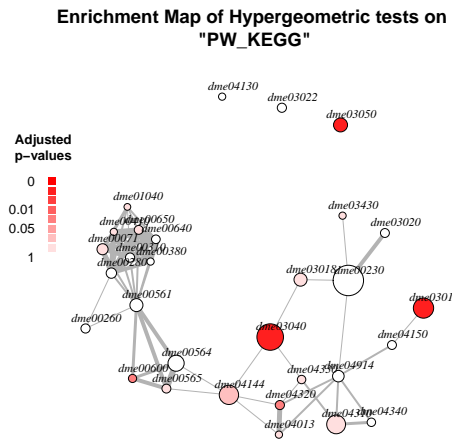 Enrichment Map of Hypergeometric tests on
"PW_KEGG"
dme04130
dme03022
dme03050
Adjusted
p−values
0
0.01
0.05
1
dme01040
dme00650
dme00640
dme00071
dme00310
dme00380
dme00280
dme03430
dme03020
dme03018
dme00230
dme00561
dme00260
dme0301
dme03040
dme04150
dme00564
dme00600
dme00565
dme04144
dme04914
dme04320
dme04340
dme04013